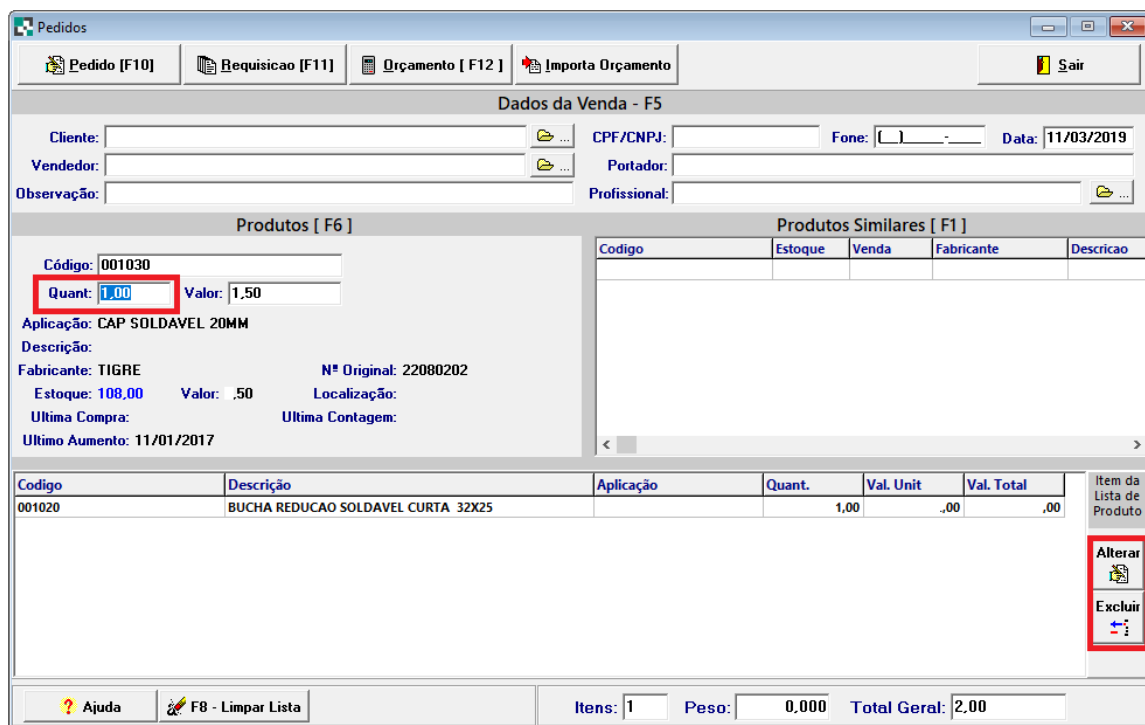 Pedidos
Pedido [F10] Requisicao [F11] Orçamento [ F12 ] Importa Orçamento Sair
Dados da Venda - F5
Cliente: ... CPF/CNPJ: Fone: (__)_____-____ Data: 11/03/2019
Vendedor: ... Portador:
Observação: Profissional: ...
Produtos [ F6 ] Produtos Similares [ F1 ]
Codigo Estoque Venda Fabricante Descricao
Código: 001030
Quant: 1,00 Valor: 1,50
Aplicação: CAP SOLDAVEL 20MM
Descrição:
Fabricante: TIGRE Nº Original: 22080202
Estoque: 108,00 Valor: ,50 Localização:
Ultima Compra: Ultima Contagem:
Ultimo Aumento: 11/01/2017
Codigo Descrição Aplicação Quant. Val. Unit Val. Total
001020 BUCHA REDUCAO SOLDAVEL CURTA 32X25 1,00 .,00 ,00
Item da
Lista de
Produto
Alterar
Excluir
? Ajuda F8 - Limpar Lista Itens: 1 Peso: 0,000 Total Geral: 2,00